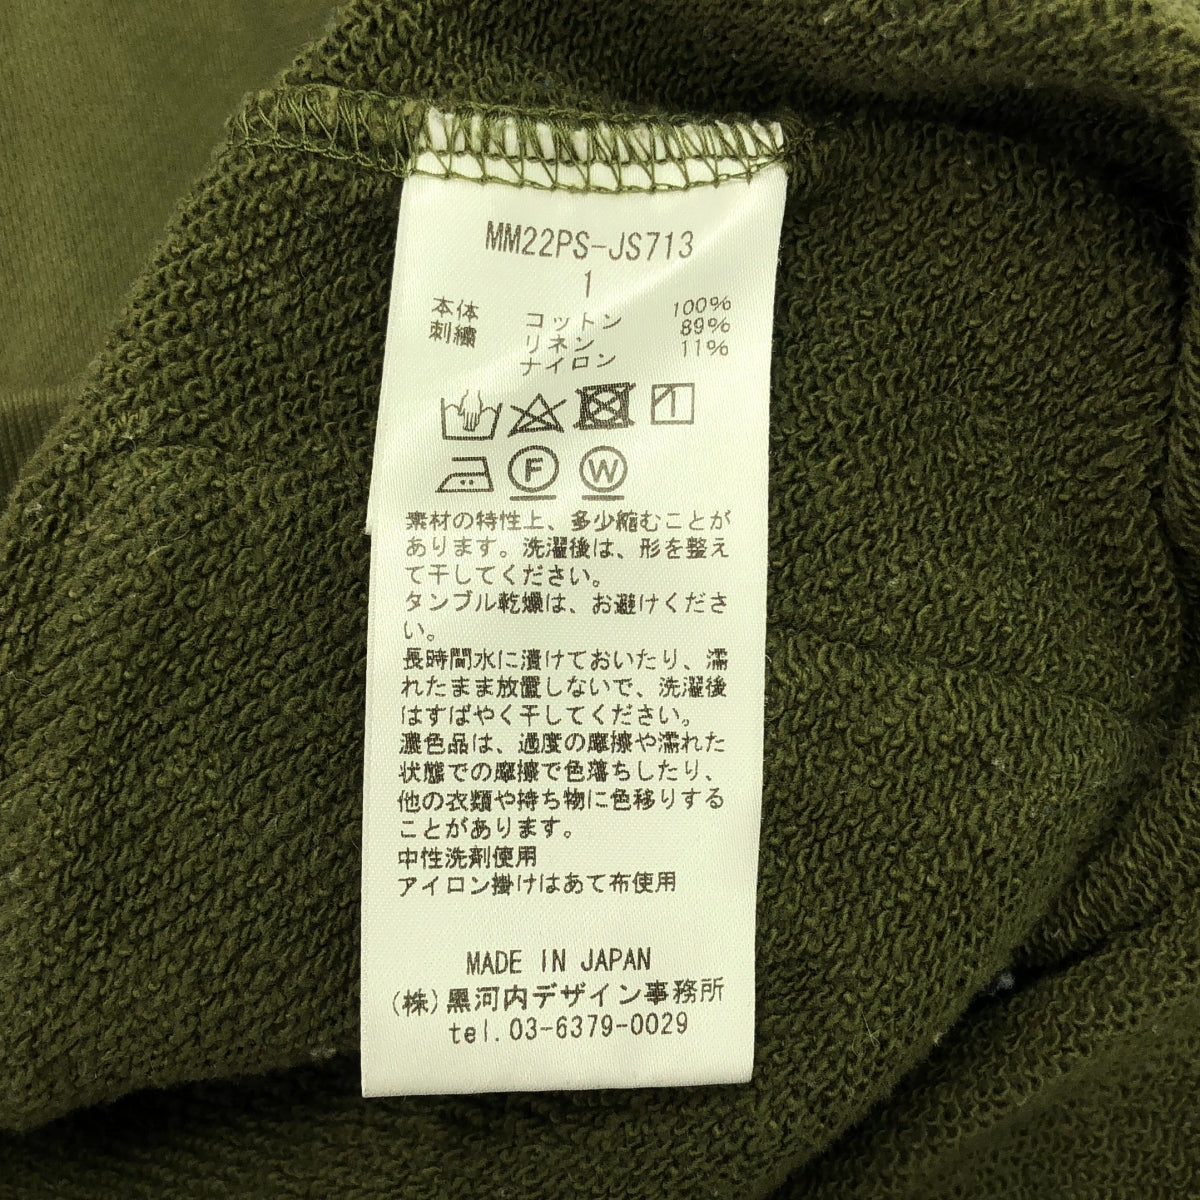 MM22PS-JS713
1
本体 コットン 100%
刺繍 リネン 89%
ナイロン 11%
F W
素材の特性上、多少縮むことが
あります。洗濯後は、形を整え
て干してください。
タンブル乾燥は、お避けくださ
い。
長時間水に漬けておいたり、濡
れたまま放置しないで、洗濯後
はすばやく干してください。
濃色品は、過度の摩擦や濡れた
状態での摩擦で色落ちしたり、
他の衣類や持ち物に色移りする
ことがあります。
中性洗剤使用
アイロン掛けはあて布使用
MADE IN JAPAN
(株)黒河内デザイン事務所
tel.03-6379-0029